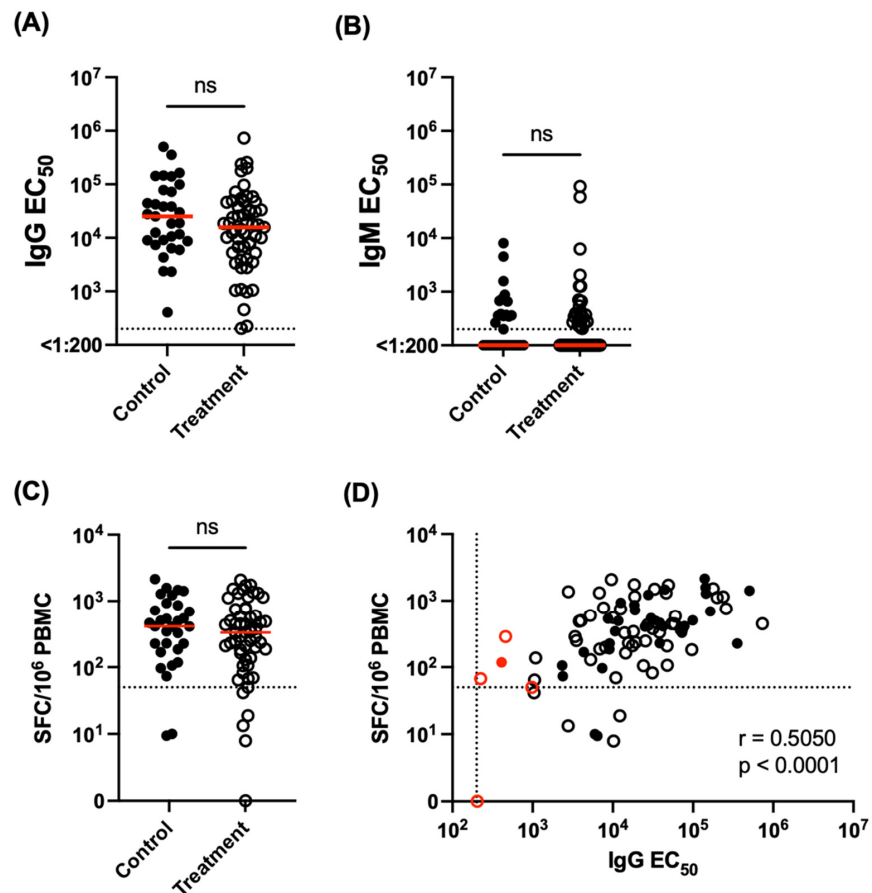 (A)
IgG EC₅₀
10⁷
10⁶
10⁵
10⁴
10³
<1:200
ns
Control
Treatment
(B)
IgM EC₅₀
10⁷
10⁶
10⁵
10⁴
10³
<1:200
ns
Control
Treatment
(C)
SFC/10⁶ PBMC
10⁴
10³
10²
10¹
0
ns
Control
Treatment
(D)
SFC/10⁶ PBMC
10⁴
10³
10²
10¹
0
r = 0.5050
p < 0.0001
10² 10³ 10⁴ 10⁵ 10⁶ 10⁷
IgG EC₅₀